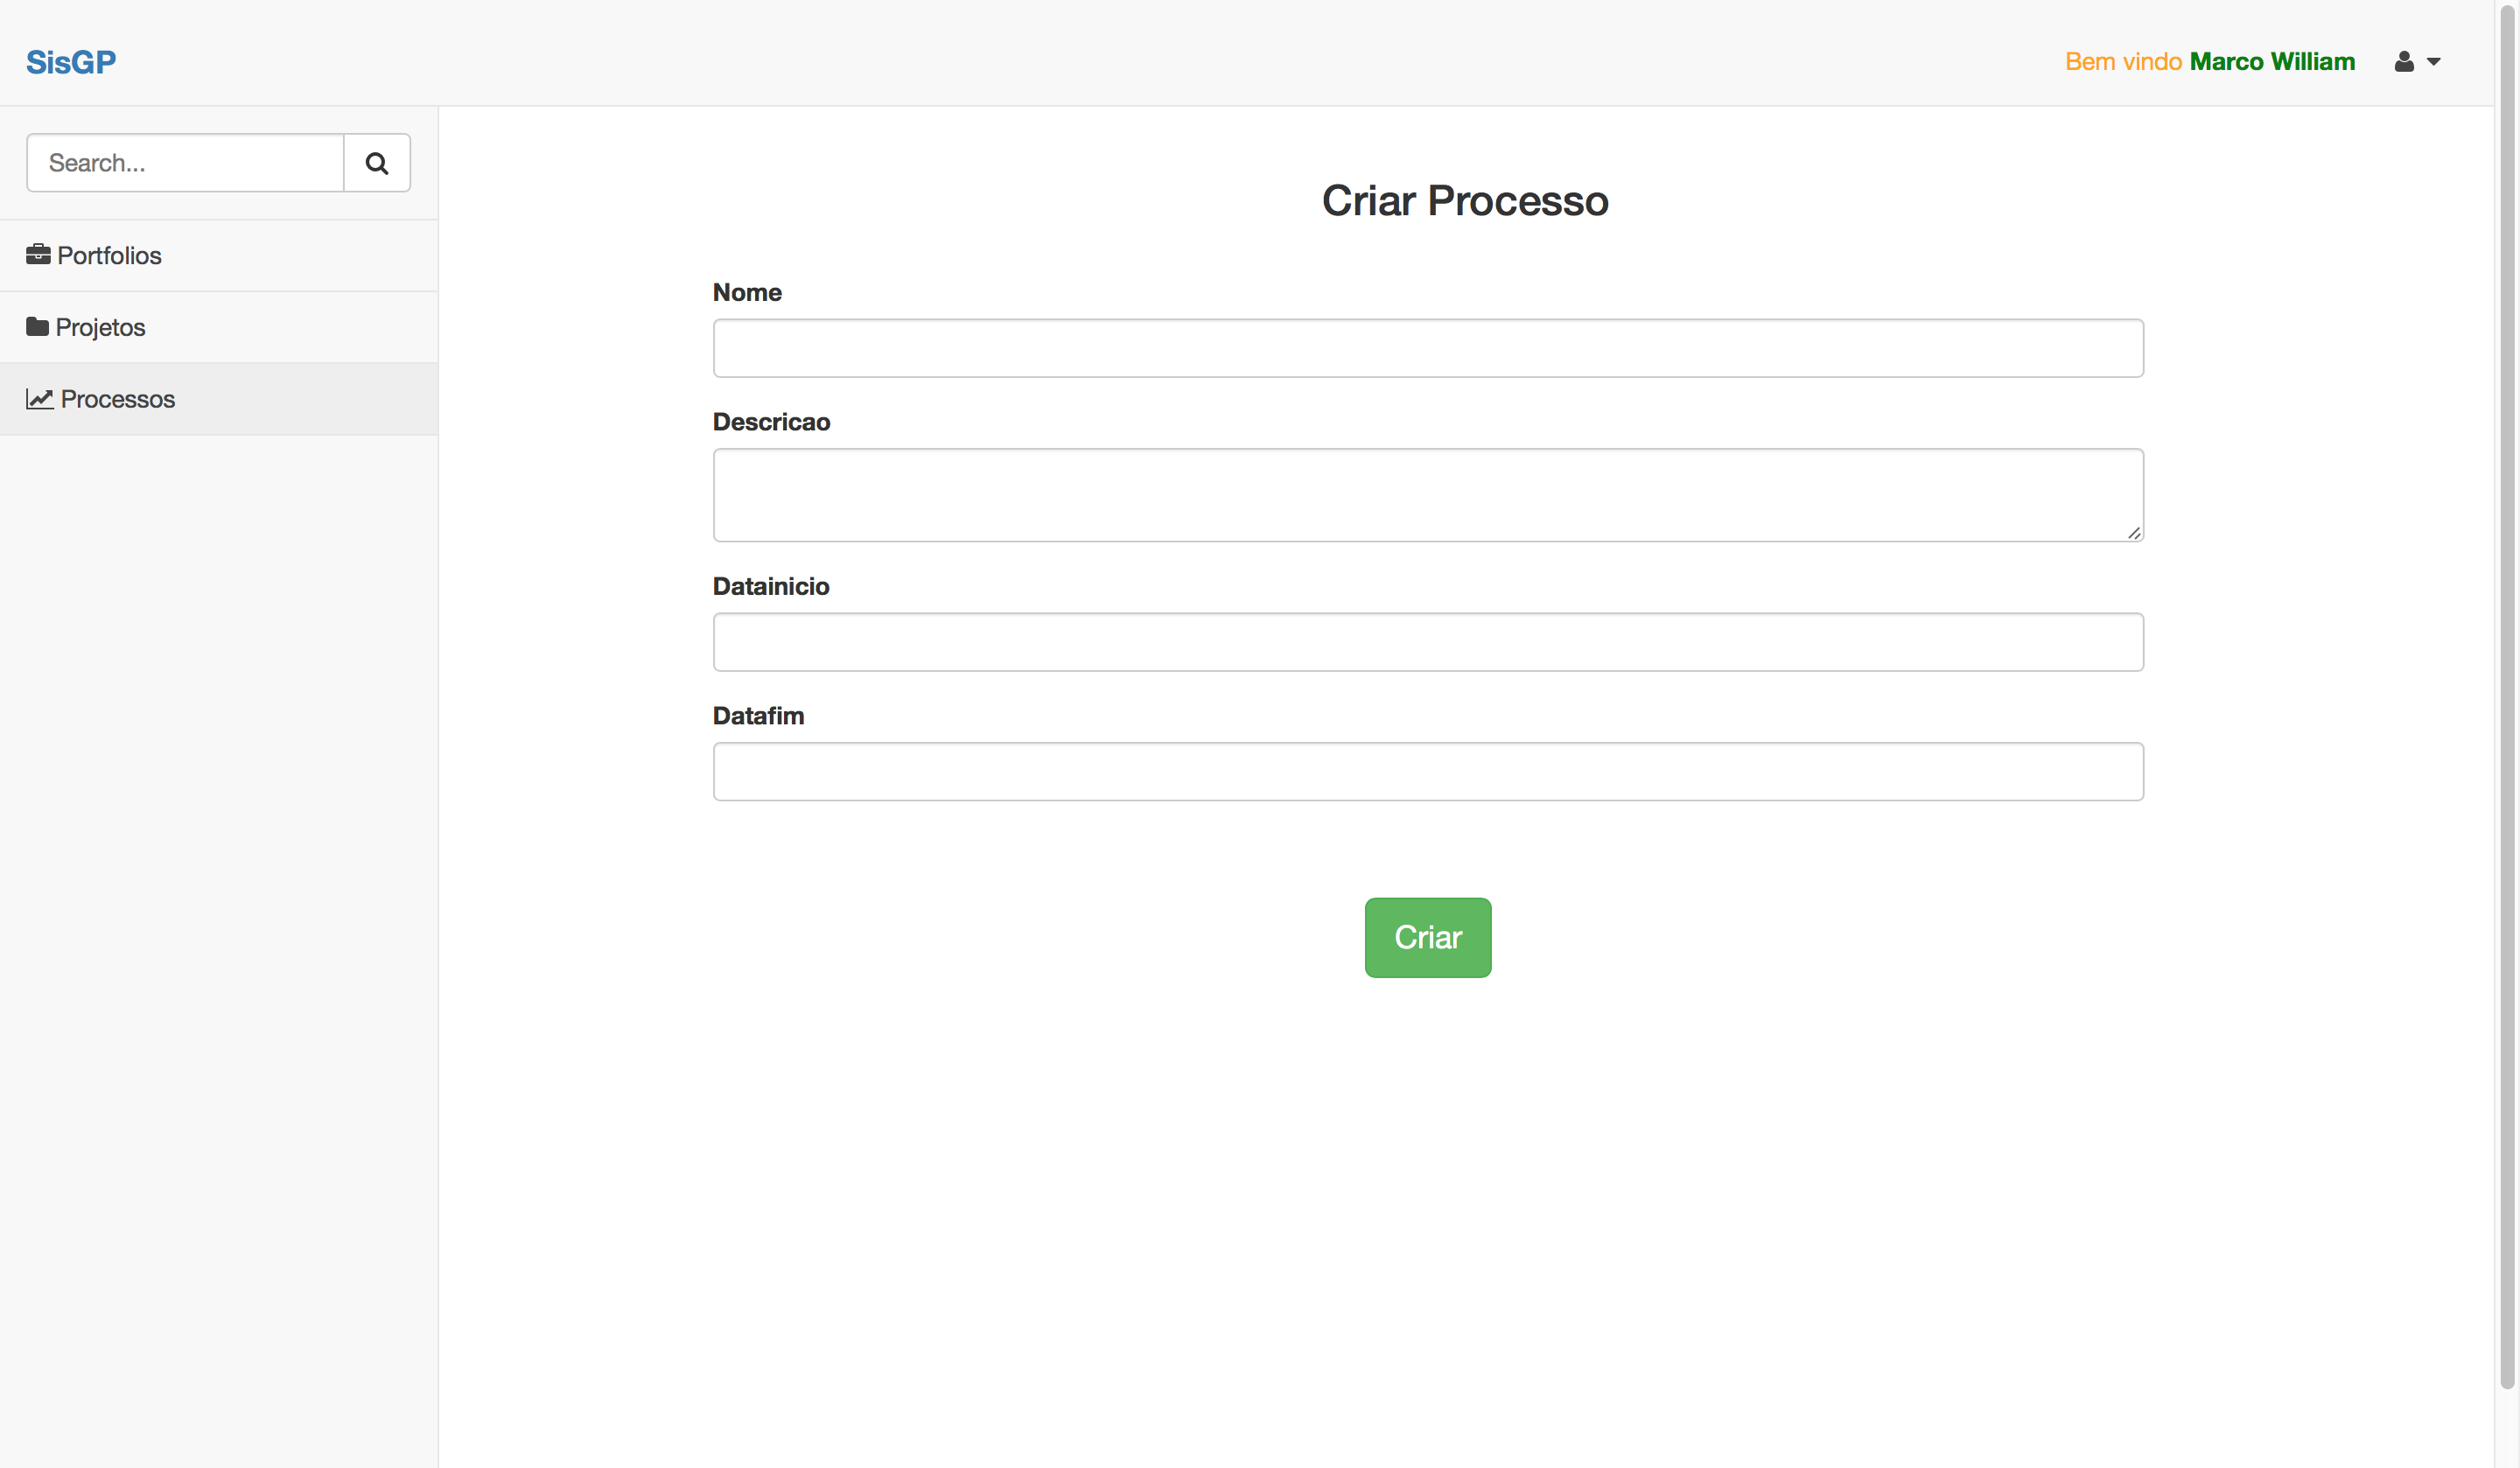 SisGP
Bem vindo Marco William
Search...
Portfolios
Projetos
Processos
Criar Processo
Nome
Descricao
Datainicio
Datafim
Criar